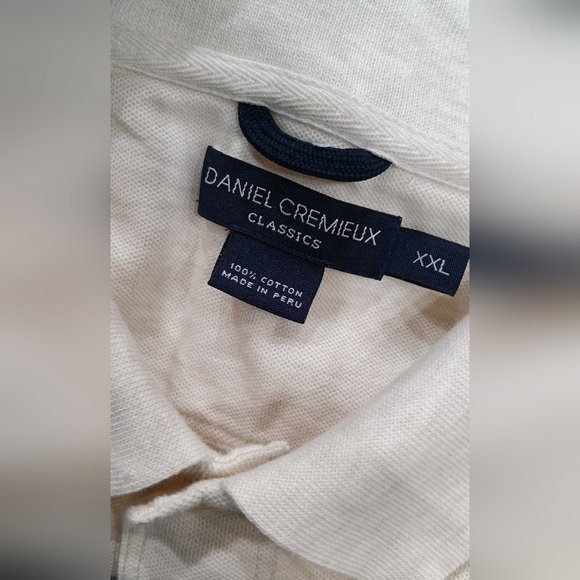 DANIEL CREMIEUX
CLASSICS
XXL
100% COTTON
MADE IN PERU